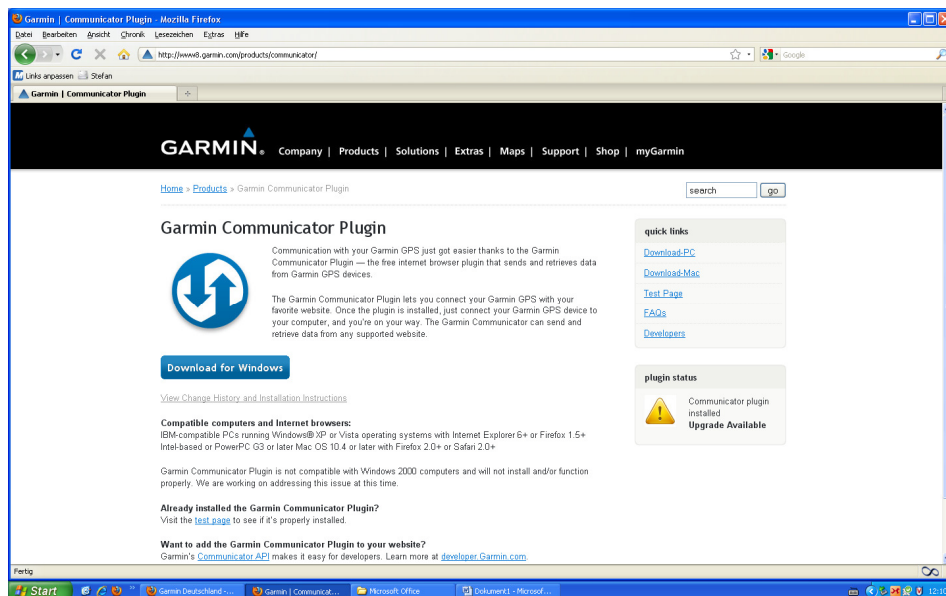 Garmin | Communicator Plugin - Mozilla Firefox
Datei Bearbeiten Ansicht Chronik Lesezeichen Extras Hilfe
http://www8.garmin.com/products/communicator/
Google
Links anpassen Stefan
Garmin | Communicator Plugin
GARMIN
Company | Products | Solutions | Extras | Maps | Support | Shop | myGarmin
Home » Products » Garmin Communicator Plugin
search go
Garmin Communicator Plugin
Communication with your Garmin GPS just got easier thanks to the Garmin
Communicator Plugin — the free internet browser plugin that sends and retrieves data
from Garmin GPS devices.
The Garmin Communicator Plugin lets you connect your Garmin GPS with your
favorite website. Once the plugin is installed, just connect your Garmin GPS device to
your computer, and you're on your way. The Garmin Communicator can send and
retrieve data from any supported website.
Download for Windows
View Change History and Installation Instructions
Compatible computers and Internet browsers:
IBM-compatible PCs running Windows® XP or Vista operating systems with Internet Explorer 6+ or Firefox 1.5+
Intel-based or PowerPC G3 or later Mac OS 10.4 or later with Firefox 2.0+ or Safari 2.0+
Garmin Communicator Plugin is not compatible with Windows 2000 computers and will not install and/or function
properly. We are working on addressing this issue at this time.
Already installed the Garmin Communicator Plugin?
Visit the test page to see if it's properly installed.
Want to add the Garmin Communicator Plugin to your website?
Garmin's Communicator API makes it easy for developers. Learn more at developer.Garmin.com.
quick links
Download-PC
Download-Mac
Test Page
FAQs
Developers
plugin status
Communicator plugin
installed
Upgrade Available
Fertig
Start
Garmin Deutschland -...
Garmin | Communicat...
Microsoft Office
Dokument1 - Microsof...